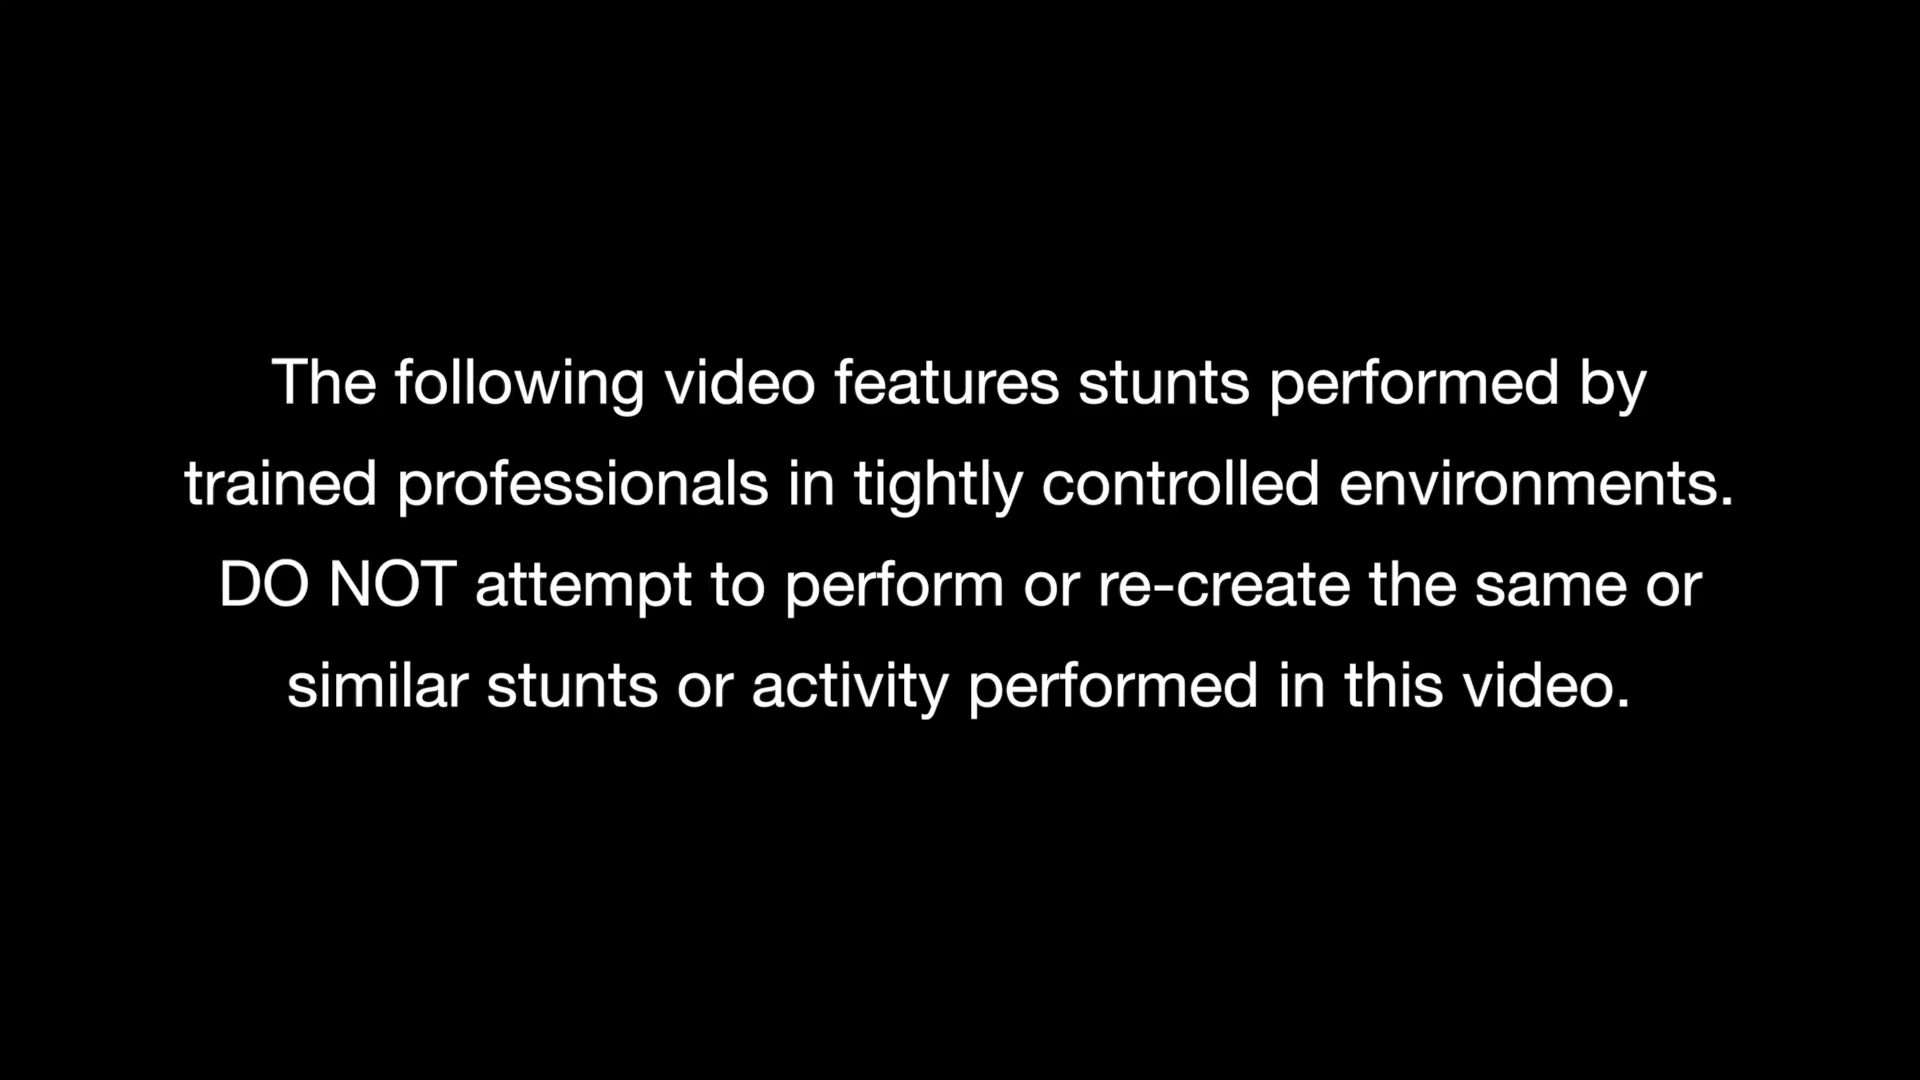 The following video features stunts performed by
trained professionals in tightly controlled environments.
DO NOT attempt to perform or re-create the same or
similar stunts or activity performed in this video.